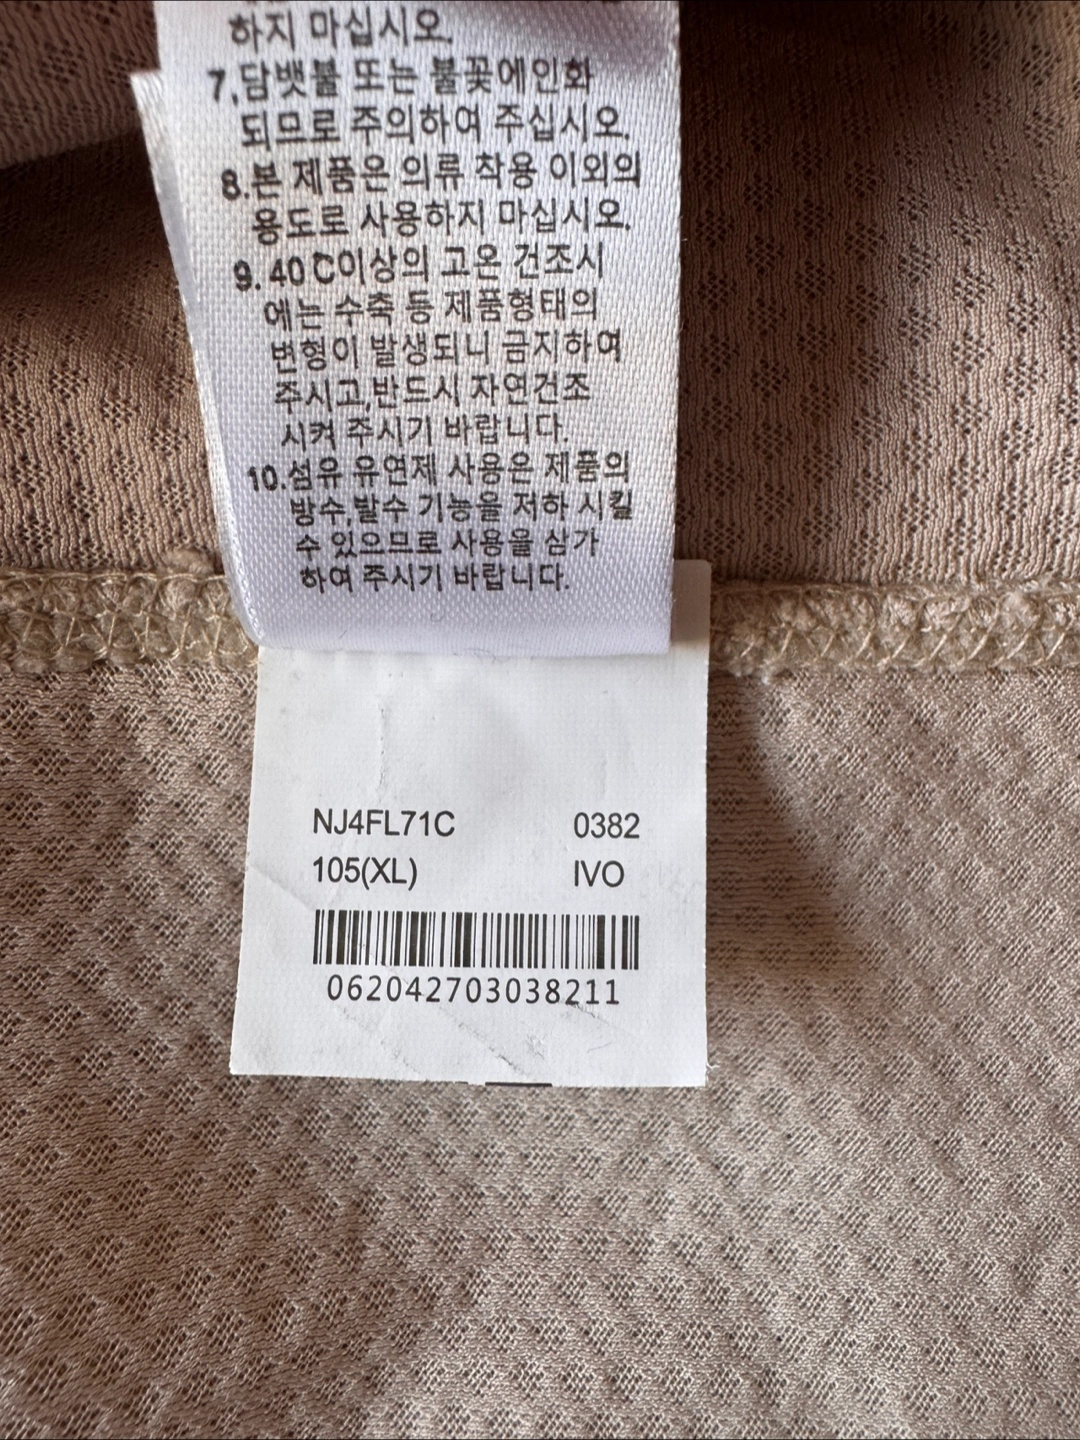 하지 마십시오.
7.담뱃불 또는 불꽃에인화
되므로 주의하여 주십시오.
8.본 제품은 의류 착용 이외의
용도로 사용하지 마십시오.
9.40C이상의 고온 건조시
에는 수축 등 제품형태의
변형이 발생되니 금지하여
주시고,반드시 자연건조
시켜 주시기 바랍니다.
10.섬유 유연제 사용은 제품의
방수,발수 기능을 저하 시킬
수 있으므로 사용을 삼가
하여 주시기 바랍니다.
NJ4FL71C 0382
105(XL) IVO
062042703038211